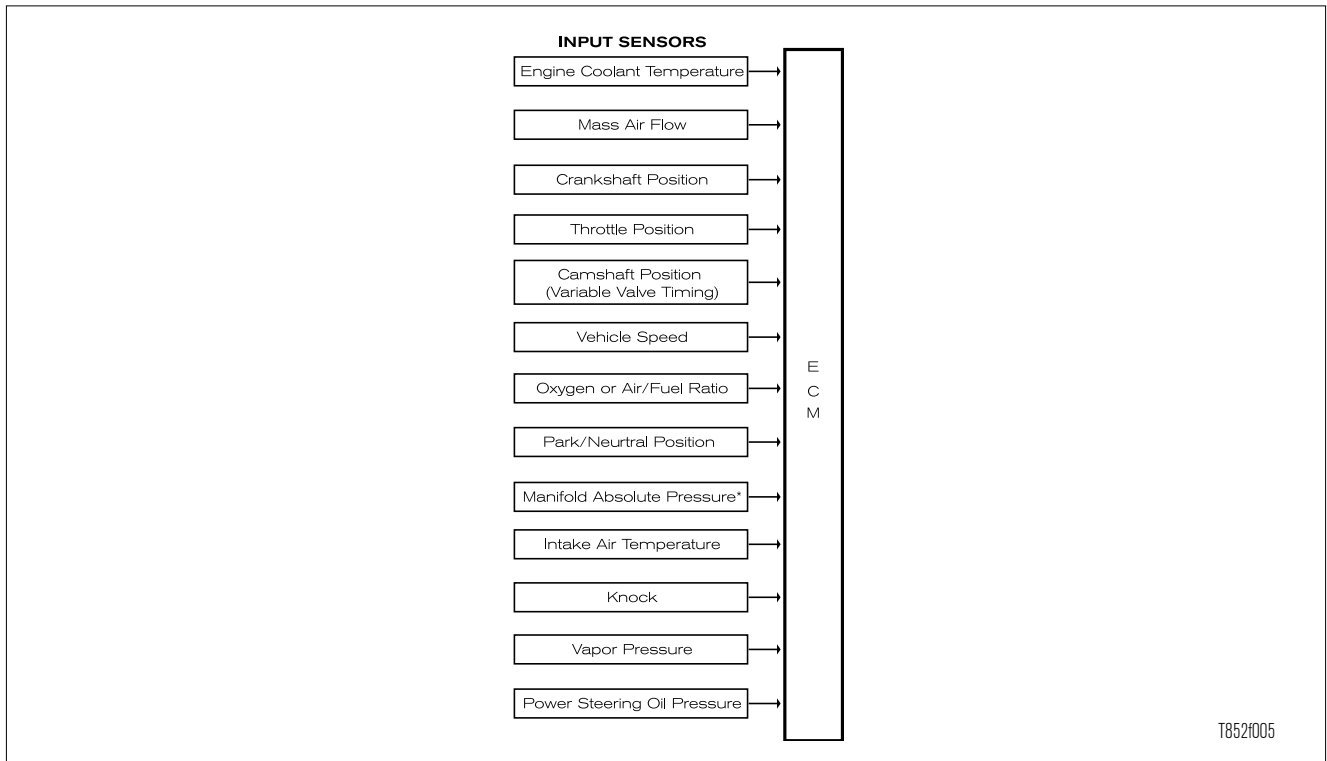 INPUT SENSORS
Engine Coolant Temperature
Mass Air Flow
Crankshaft Position
Throttle Position
Camshaft Position
(Variable Valve Timing)
Vehicle Speed
Oxygen or Air/Fuel Ratio
Park/Neurtral Position
Manifold Absolute Pressure*
Intake Air Temperature
Knock
Vapor Pressure
Power Steering Oil Pressure
E
C
M
T852f005